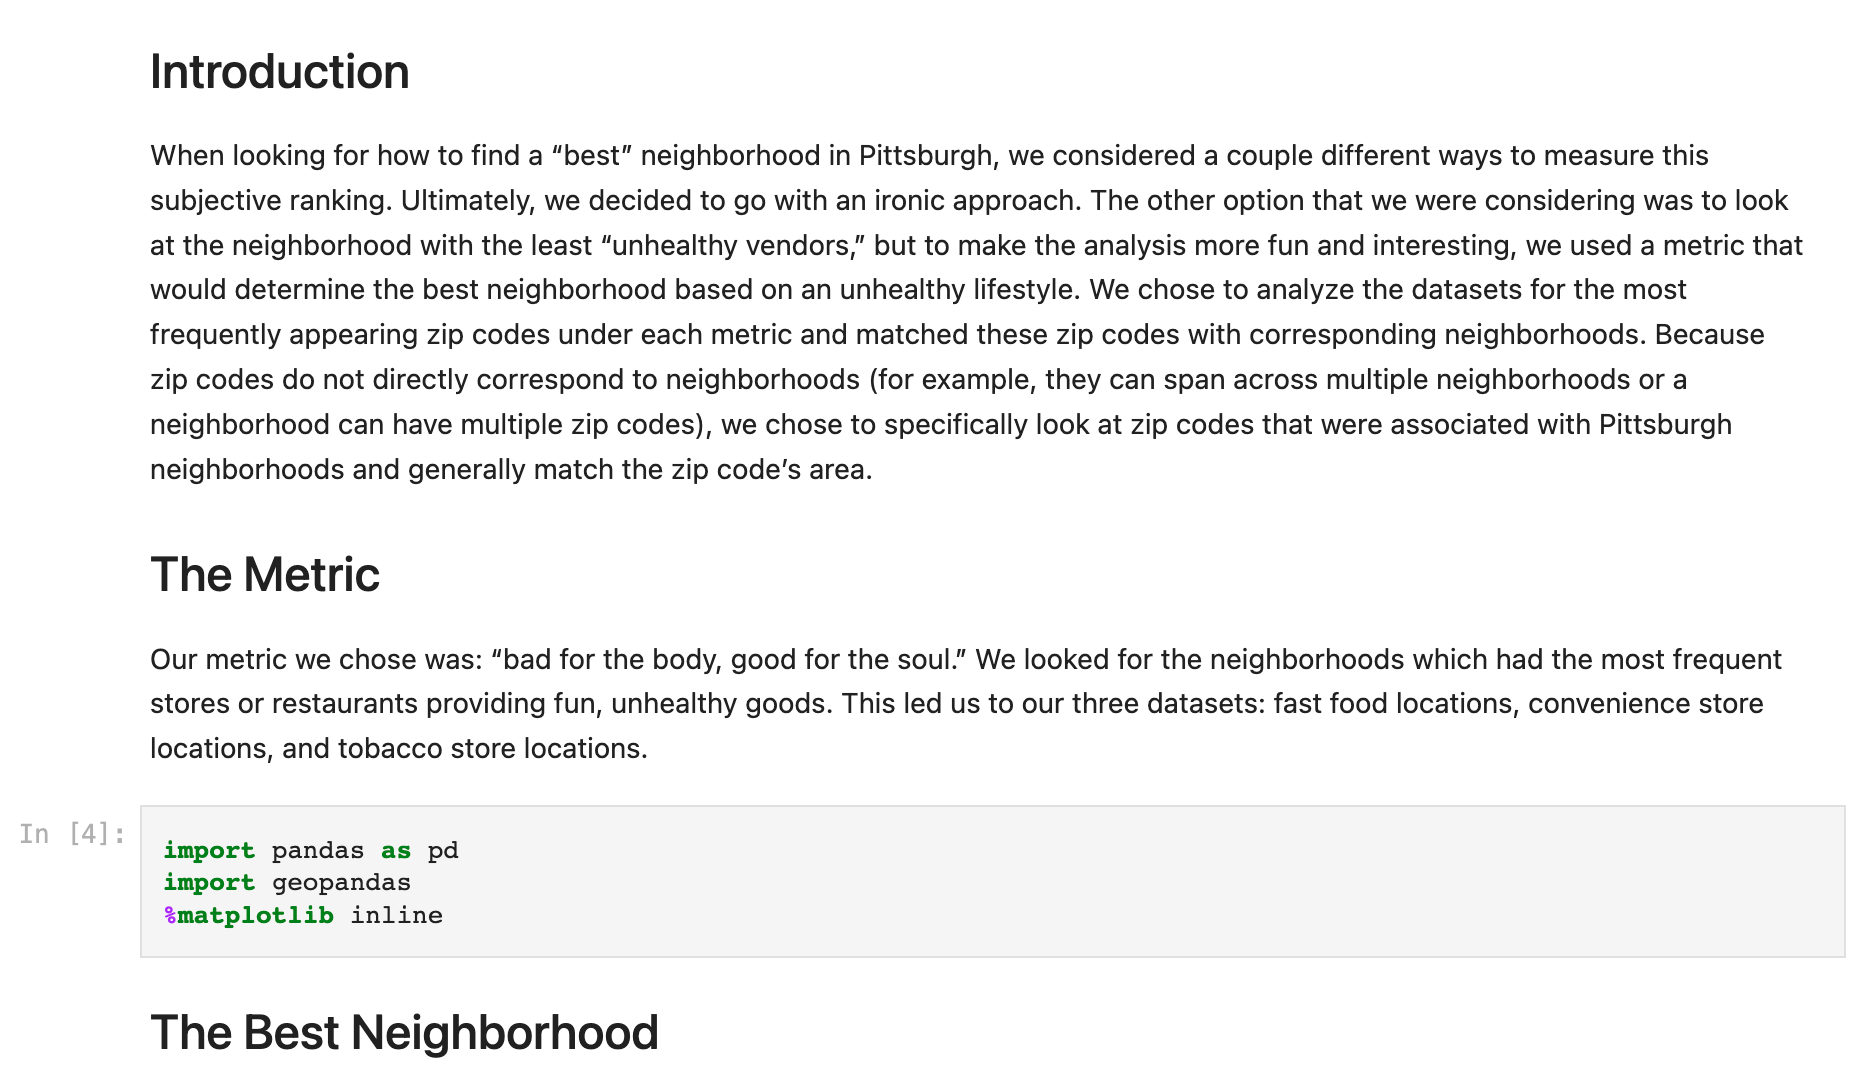 Introduction
When looking for how to find a “best” neighborhood in Pittsburgh, we considered a couple different ways to measure this
subjective ranking. Ultimately, we decided to go with an ironic approach. The other option that we were considering was to look
at the neighborhood with the least “unhealthy vendors,” but to make the analysis more fun and interesting, we used a metric that
would determine the best neighborhood based on an unhealthy lifestyle. We chose to analyze the datasets for the most
frequently appearing zip codes under each metric and matched these zip codes with corresponding neighborhoods. Because
zip codes do not directly correspond to neighborhoods (for example, they can span across multiple neighborhoods or a
neighborhood can have multiple zip codes), we chose to specifically look at zip codes that were associated with Pittsburgh
neighborhoods and generally match the zip code’s area.
The Metric
Our metric we chose was: “bad for the body, good for the soul.” We looked for the neighborhoods which had the most frequent
stores or restaurants providing fun, unhealthy goods. This led us to our three datasets: fast food locations, convenience store
locations, and tobacco store locations.
In [4]:
import pandas as pd
import geopandas
%matplotlib inline
The Best Neighborhood